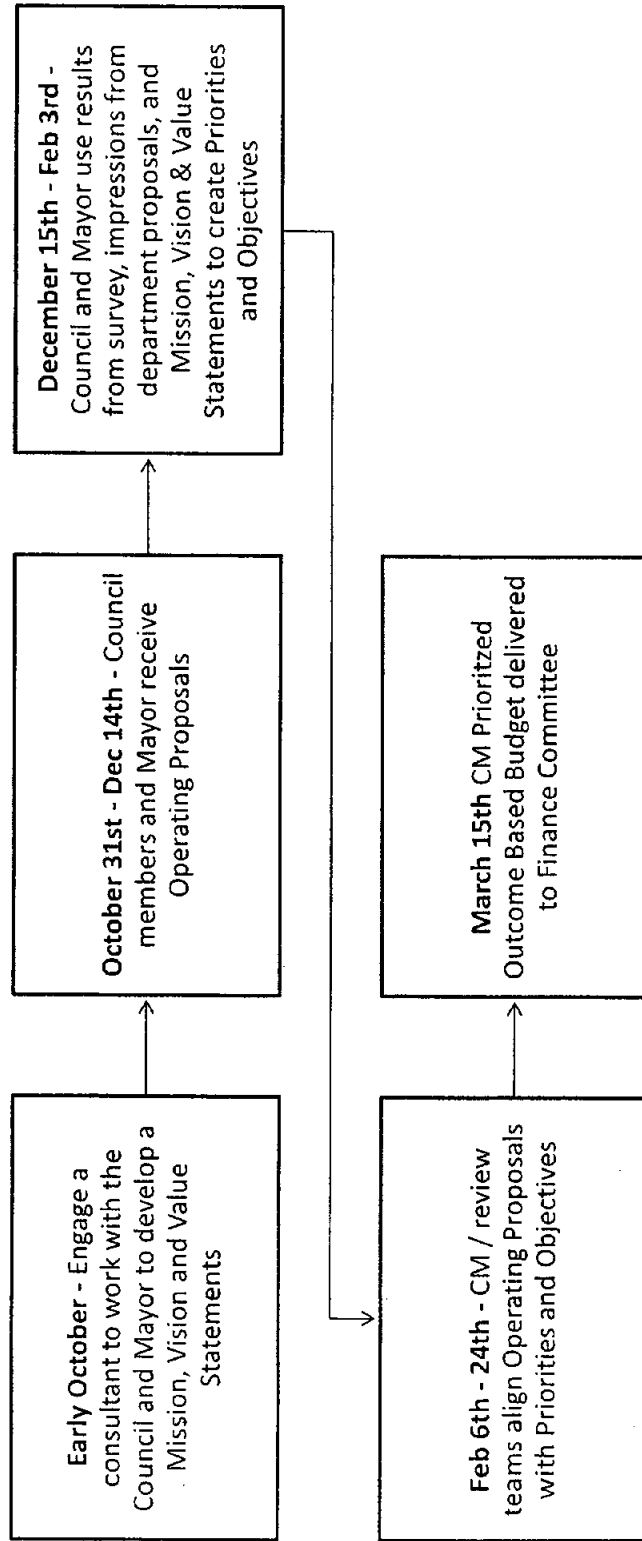 Early October - Engage a
consultant to work with the
Council and Mayor to develop a
Mission, Vision and Value
Statements
October 31st - Dec 14th - Council
members and Mayor receive
Operating Proposals
December 15th - Feb 3rd -
Council and Mayor use results
from survey, impressions from
department proposals, and
Mission, Vision & Value
Statements to create Priorities
and Objectives
Feb 6th - 24th - CM / review
teams align Operating Proposals
with Priorities and Objectives
March 15th CM Prioritzed
Outcome Based Budget delivered
to Finance Committee